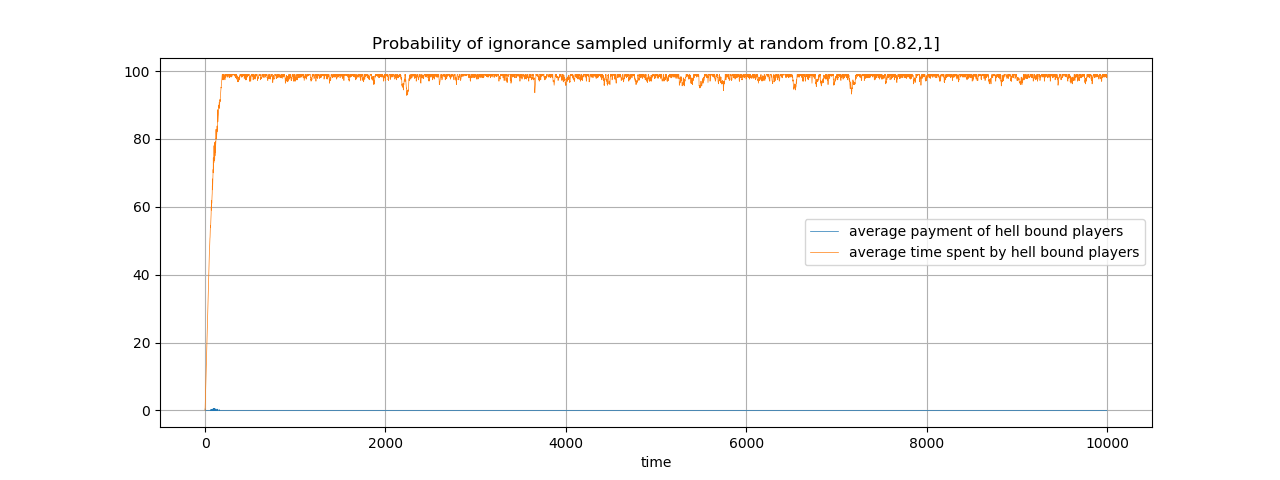 Probability of ignorance sampled uniformly at random from [0.82,1]
100
80
60
40
20
0
average payment of hell bound players
average time spent by hell bound players
0 2000 4000 6000 8000 10000
time